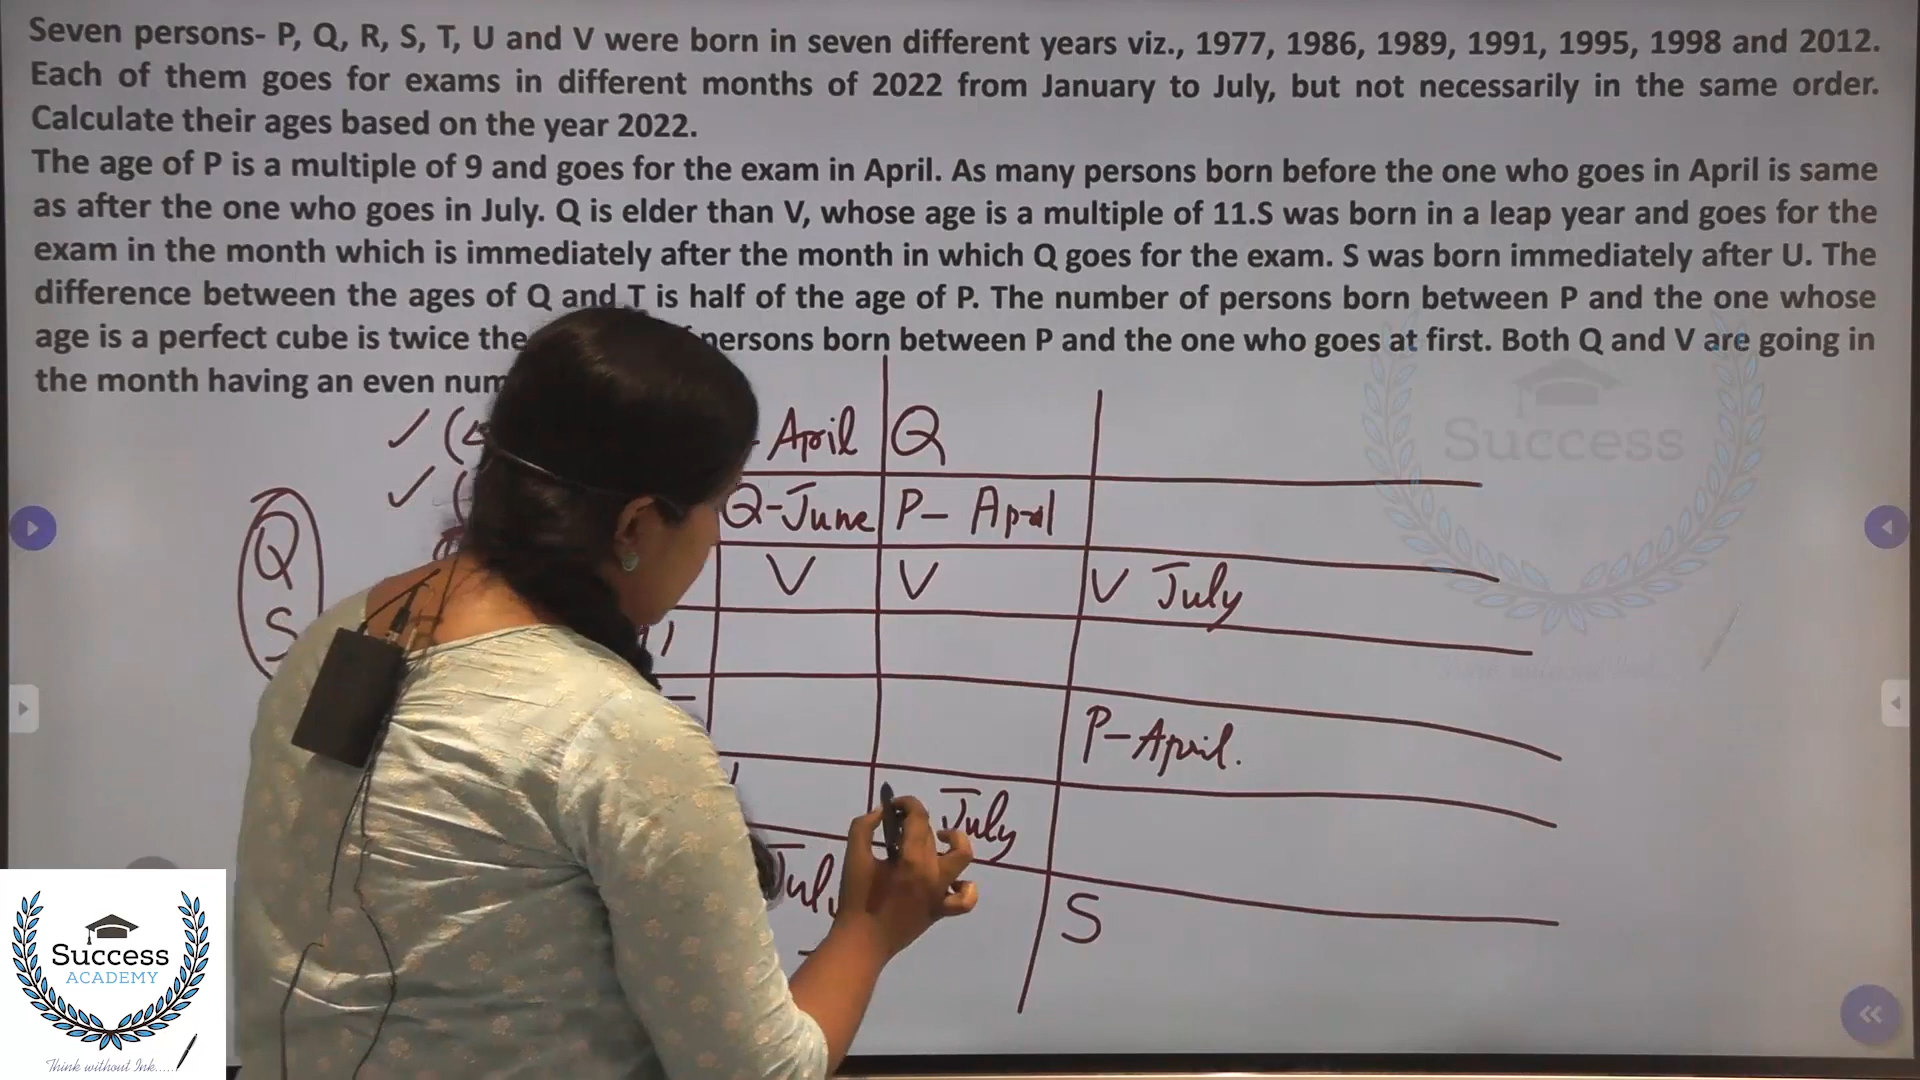 Seven persons- P, Q, R, S, T, U and V were born in seven different years viz., 1977, 1986, 1989, 1991, 1995, 1998 and 2012.
Each of them goes for exams in different months of 2022 from January to July, but not necessarily in the same order.
Calculate their ages based on the year 2022.
The age of P is a multiple of 9 and goes for the exam in April. As many persons born before the one who goes in April is same
as after the one who goes in July. Q is elder than V, whose age is a multiple of 11.S was born in a leap year and goes for the
exam in the month which is immediately after the month in which Q goes for the exam. S was born immediately after U. The
difference between the ages of Q and T is half of the age of P. The number of persons born between P and the one whose
age is a perfect cube is twice the persons born between P and the one who goes at first. Both Q and V are going in
the month having an even
April Q
Q-June P- April
Q
V V V July
S
P-April.
July
July
S
Success
Success
ACADEMY
Think without Ink.....